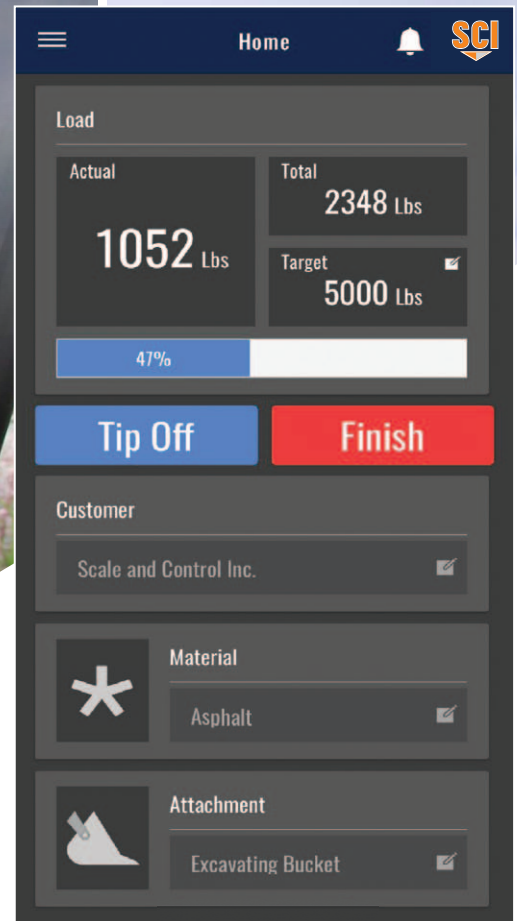 Home
SCI
Load
Actual
1052 Lbs
Total
2348 Lbs
Target
5000 Lbs
47%
Tip Off
Finish
Customer
Scale and Control Inc.
Material
Asphalt
Attachment
Excavating Bucket